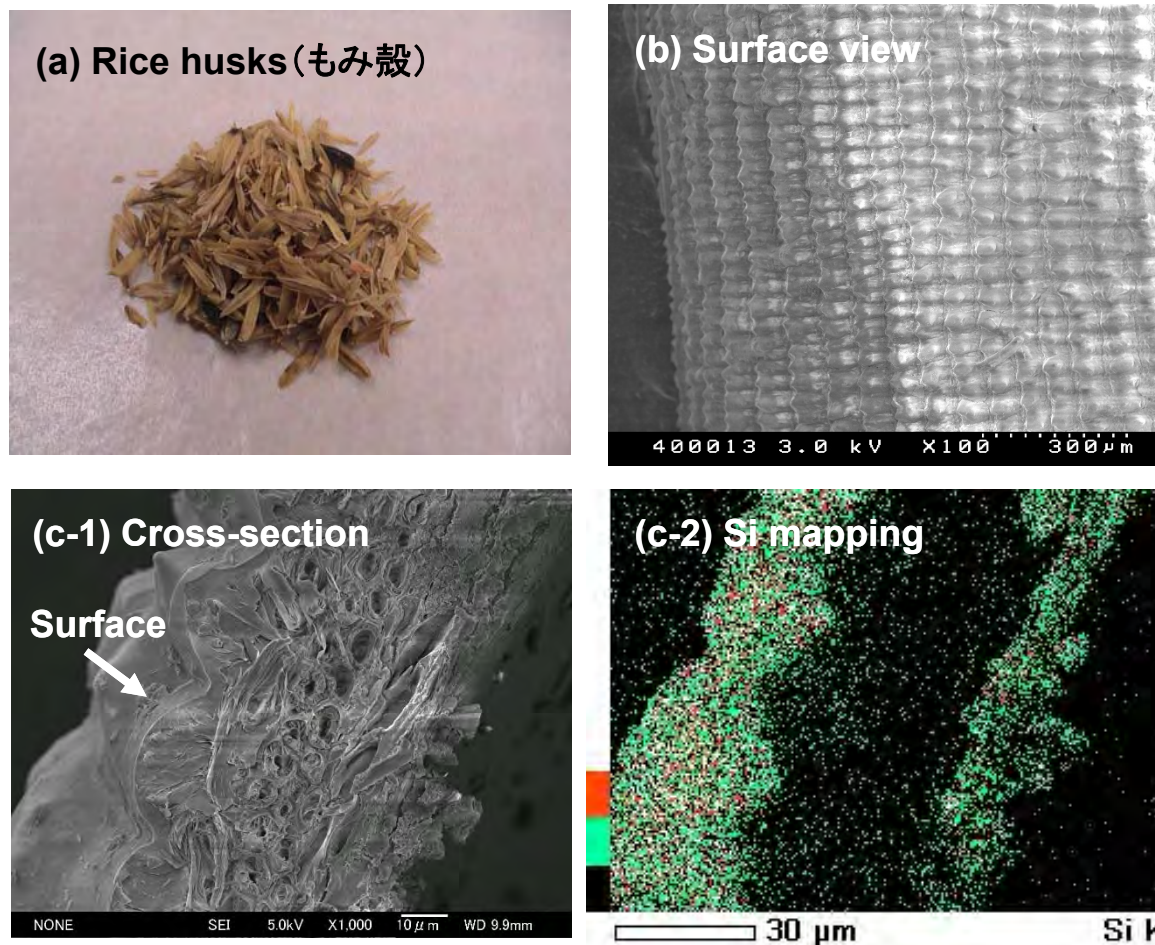 (a) Rice husks(もみ殻)
(b) Surface view
400013 3.0 kV X100 300μm
(c-1) Cross-section
Surface
NONE SEI 5.0kV X1,000 10μm WD 9.9mm
(c-2) Si mapping
30 μm Si K